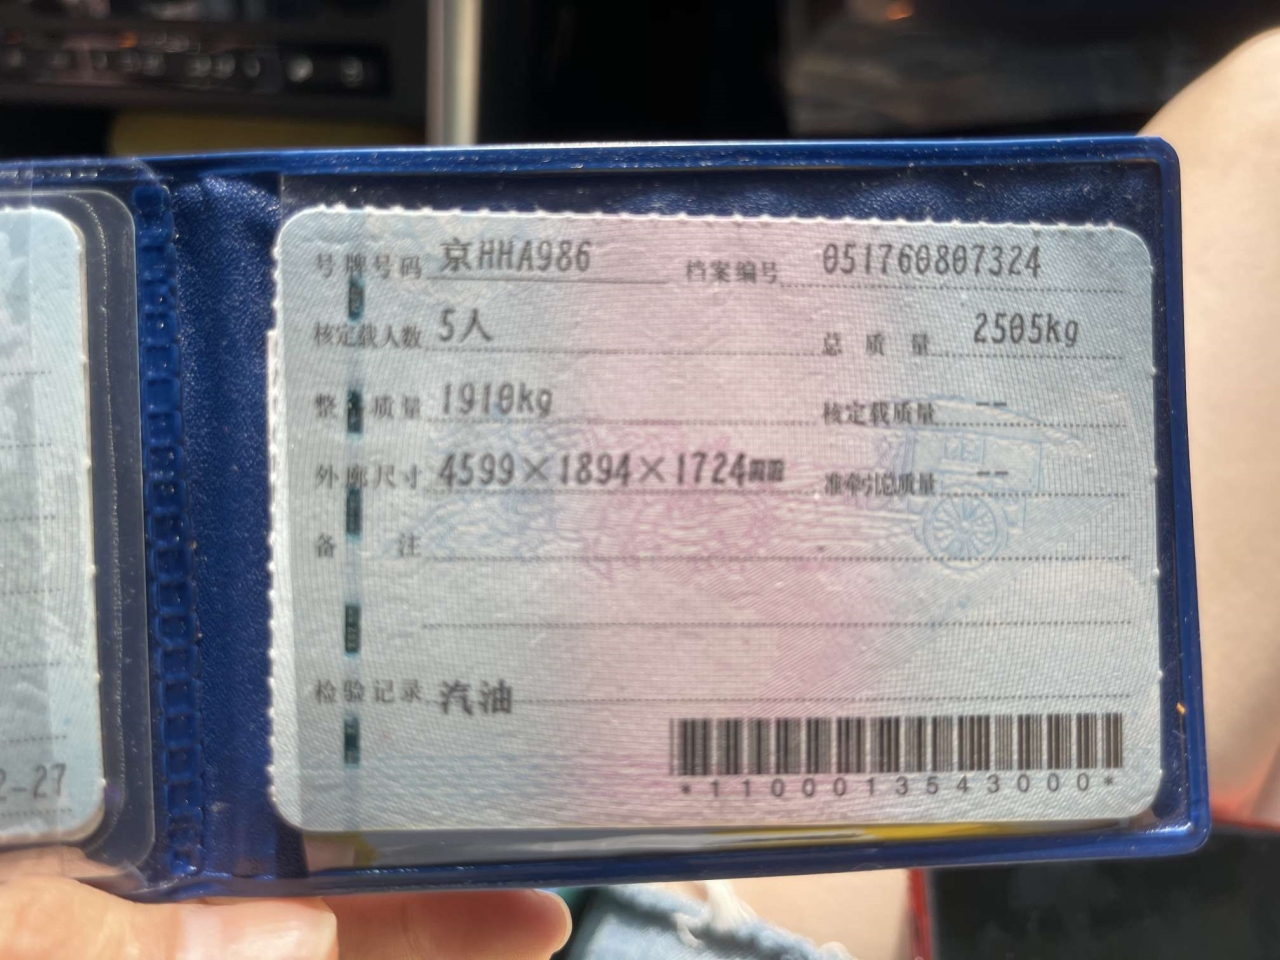 号牌号码 京HHA986 档案编号 051760807324
核定载人数 5人 总质量 2505kg
整备质量 1910kg 核定载质量 --
外廓尺寸 4599×1894×1724mm 准牵引总质量 --
备注
检验记录 汽油
*1100013543000*
2-27